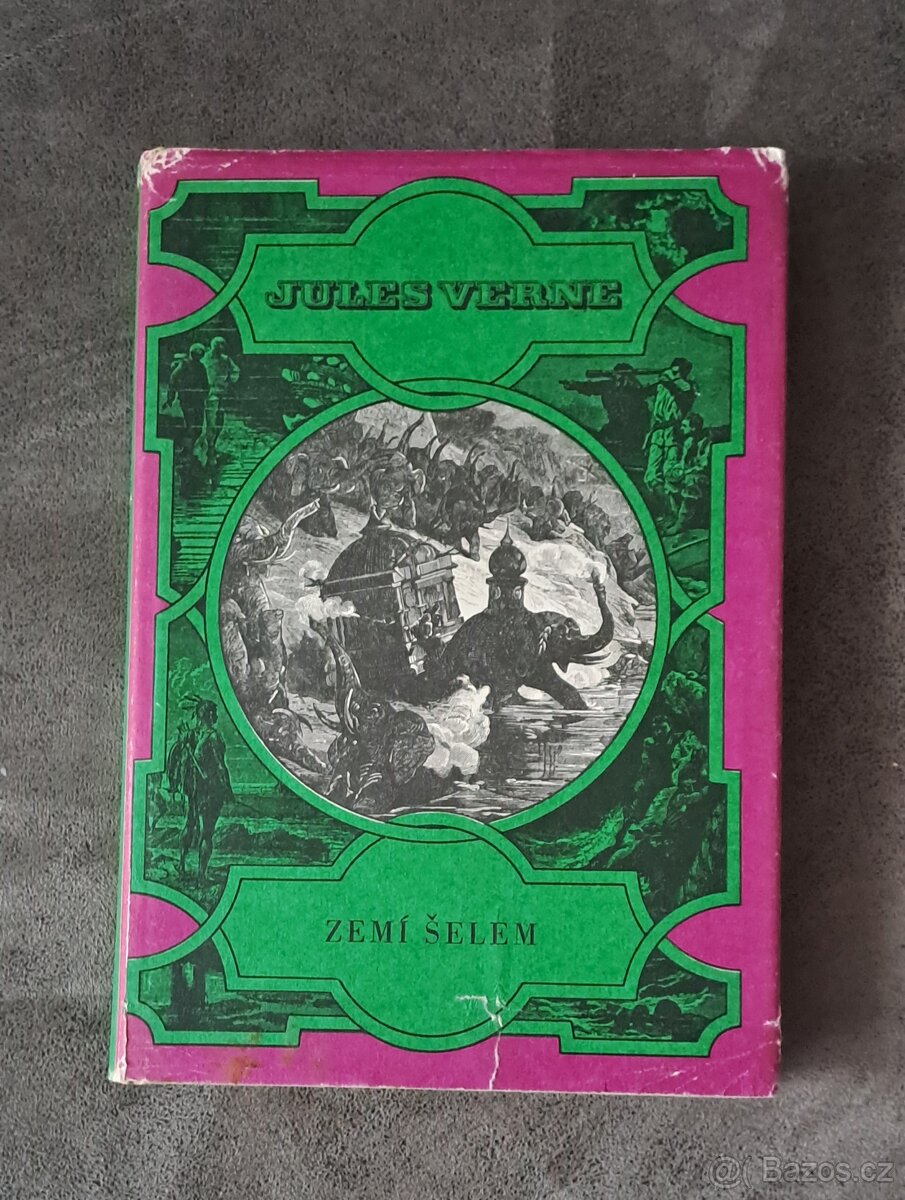 JULES VERNE
ZEMÍ ŠELEM
@ Bazos.cz